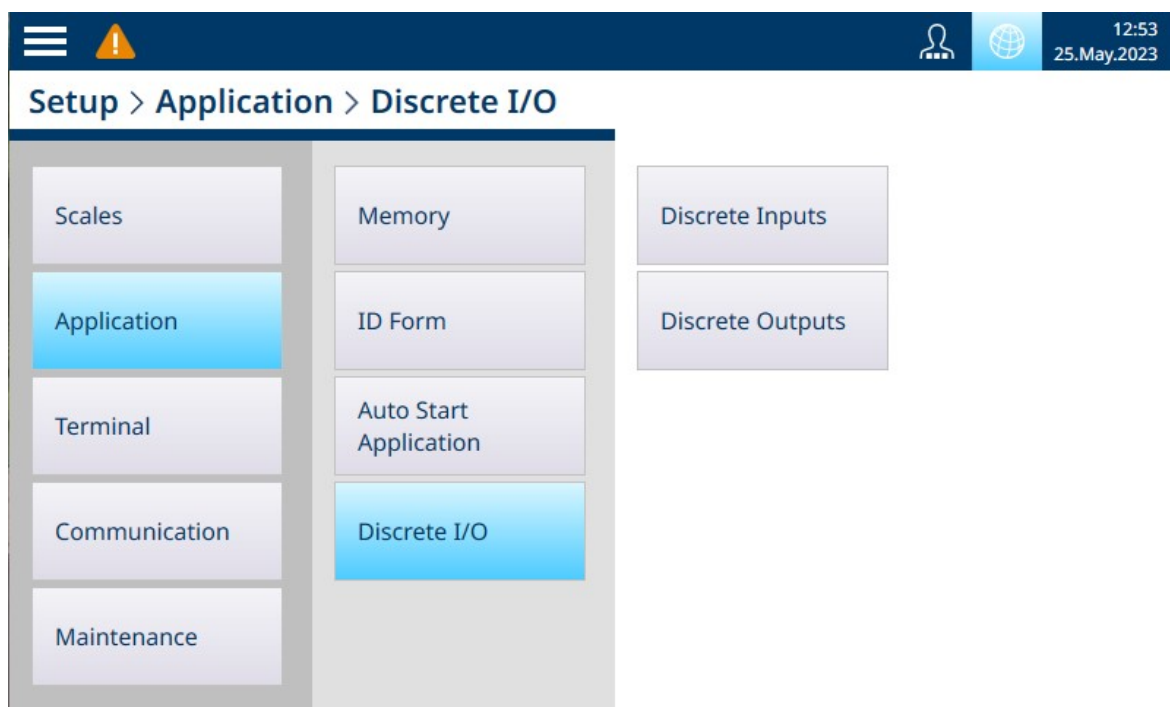 12:53
25.May.2023
Setup > Application > Discrete I/O
Scales
Application
Terminal
Communication
Maintenance
Memory
ID Form
Auto Start
Application
Discrete I/O
Discrete Inputs
Discrete Outputs